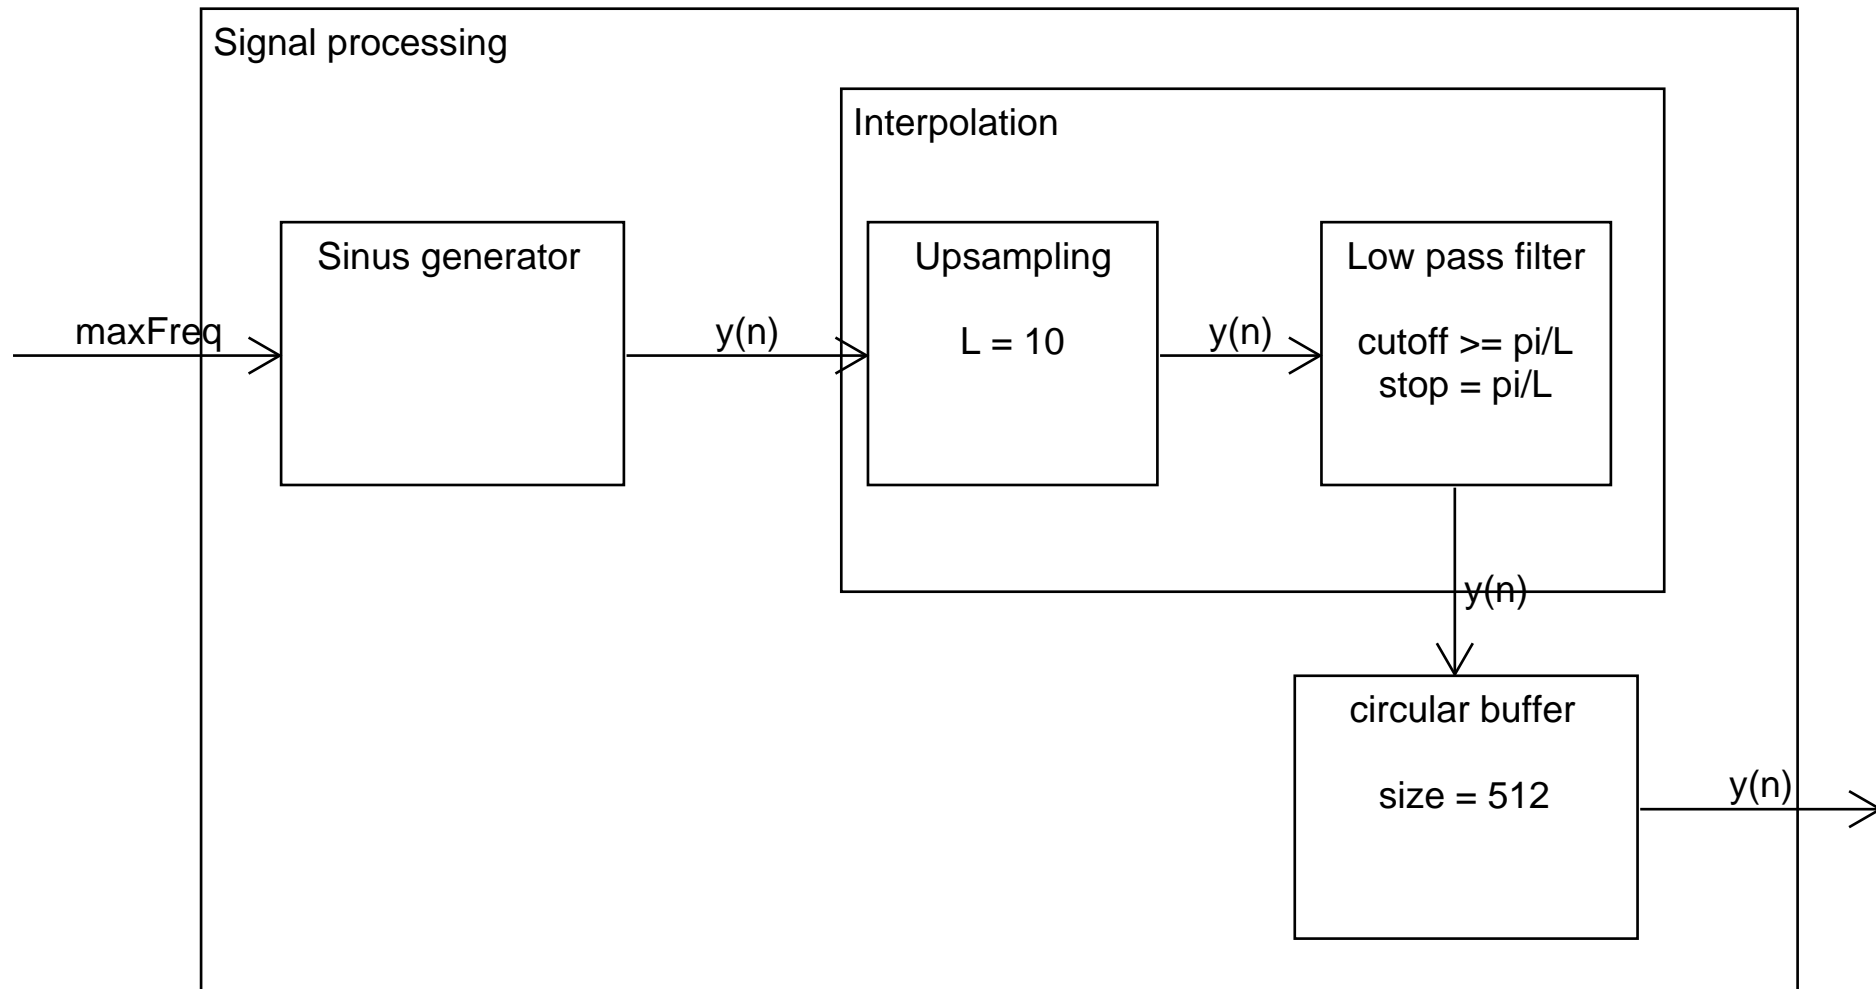 Signal processing
Interpolation
Sinus generator
Upsampling
Low pass filter
maxFreq
y(n)
L = 10
y(n)
cutoff >= pi/L
stop = pi/L
y(n)
circular buffer
size = 512
y(n)